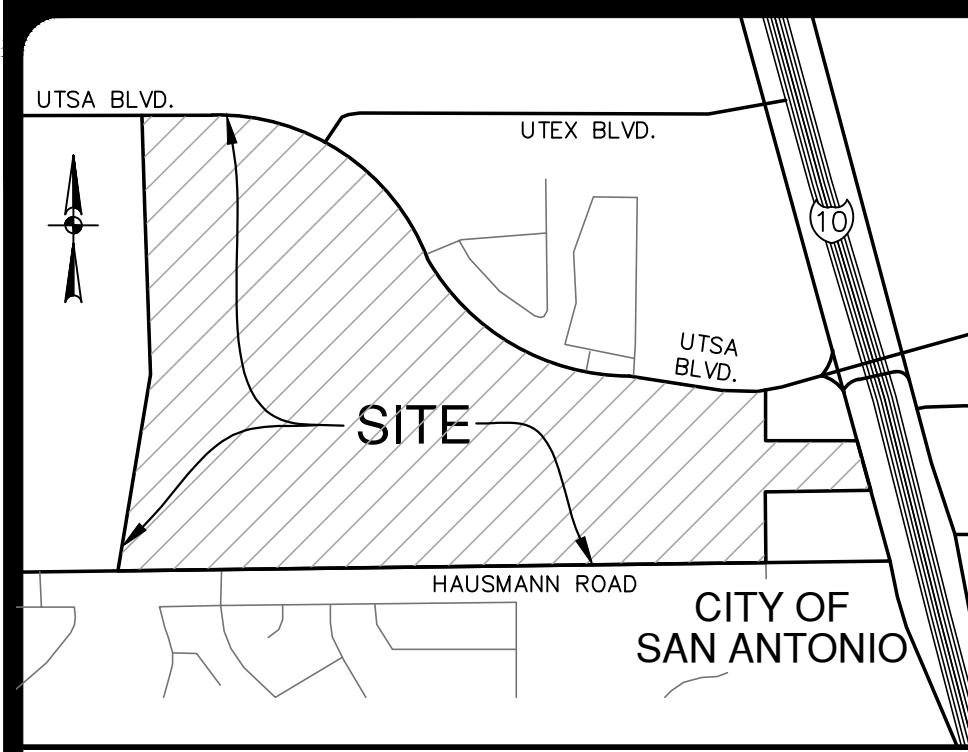 UTSA BLVD.
UTEX BLVD.
10
UTSA
BLVD.
SITE
HAUSMANN ROAD
CITY OF
SAN ANTONIO